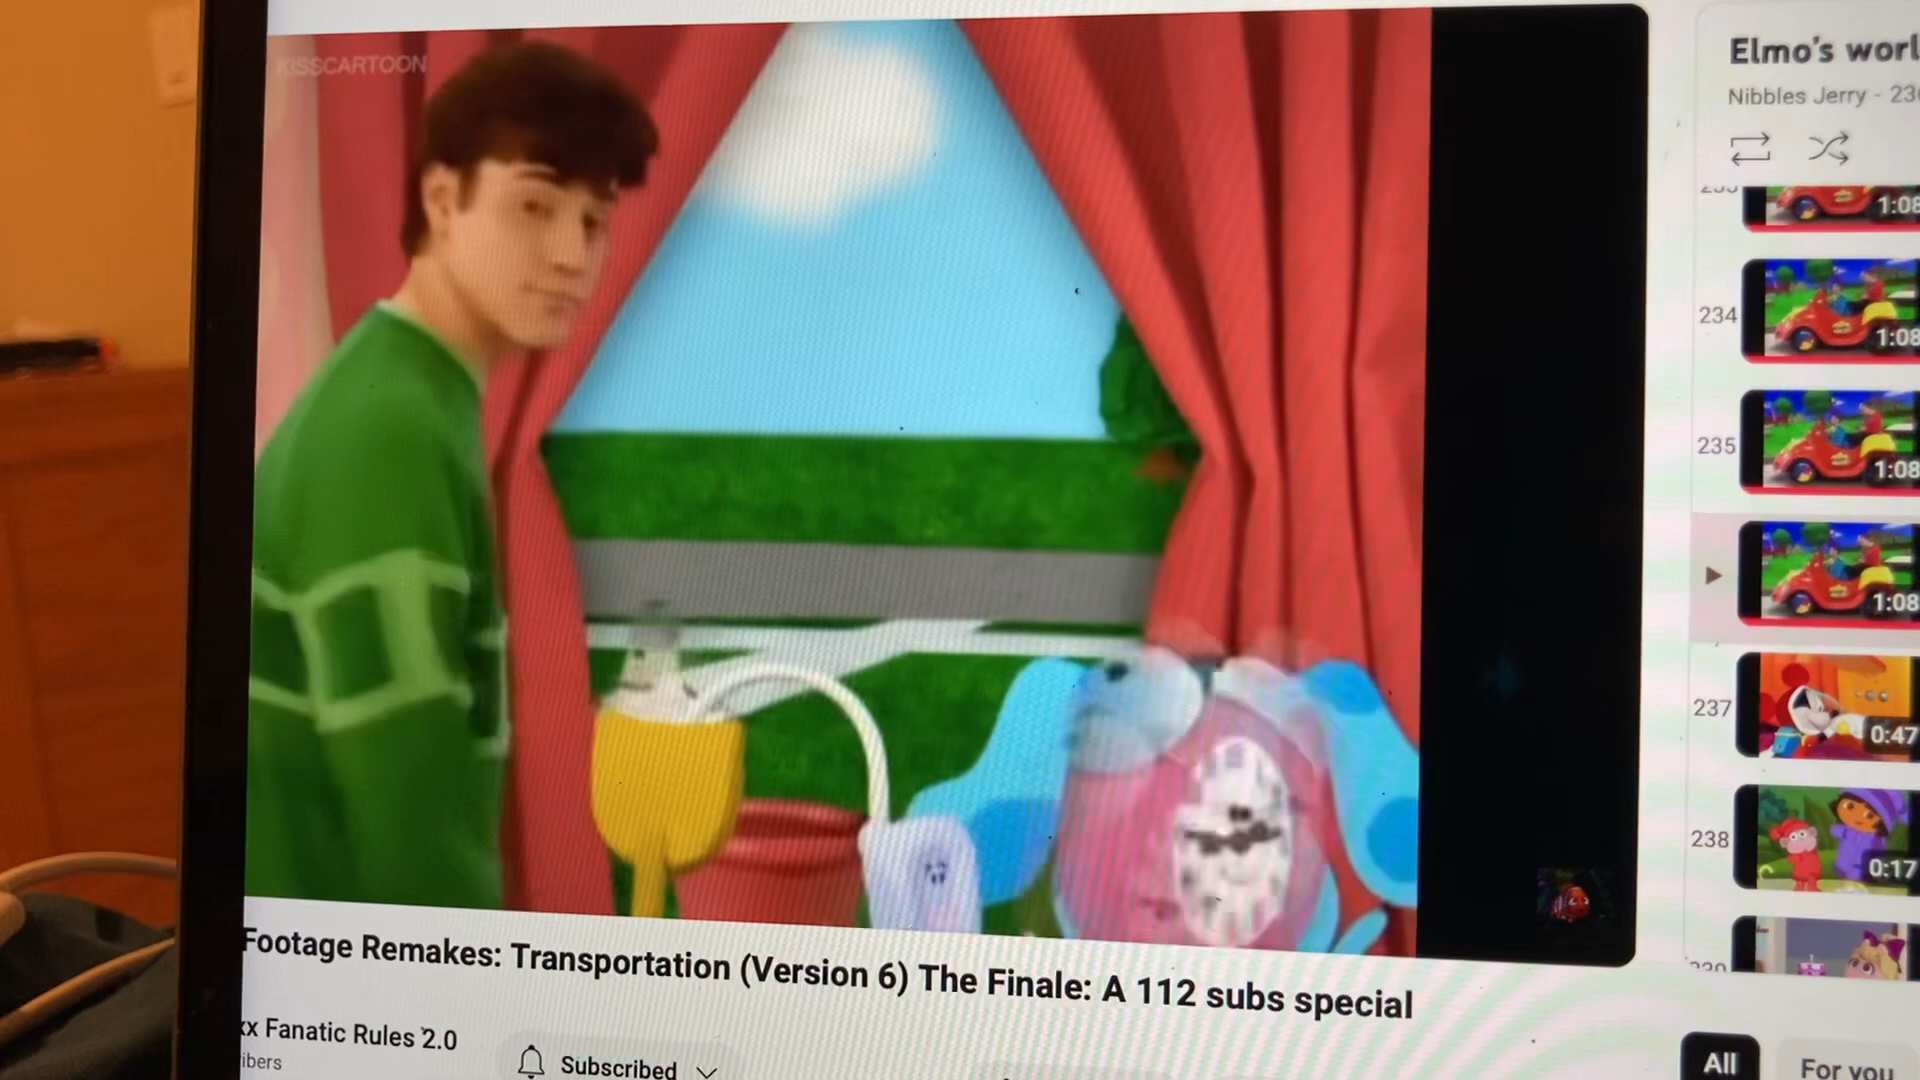 KISSCARTOON
Elmo's worl
Nibbles Jerry - 23
1:08
234
1:08
235
1:08
1:08
237
0:47
238
0:17
Footage Remakes: Transportation (Version 6) The Finale: A 112 subs special
x Fanatic Rules 2.0
ibers
Subscribed
All
For you